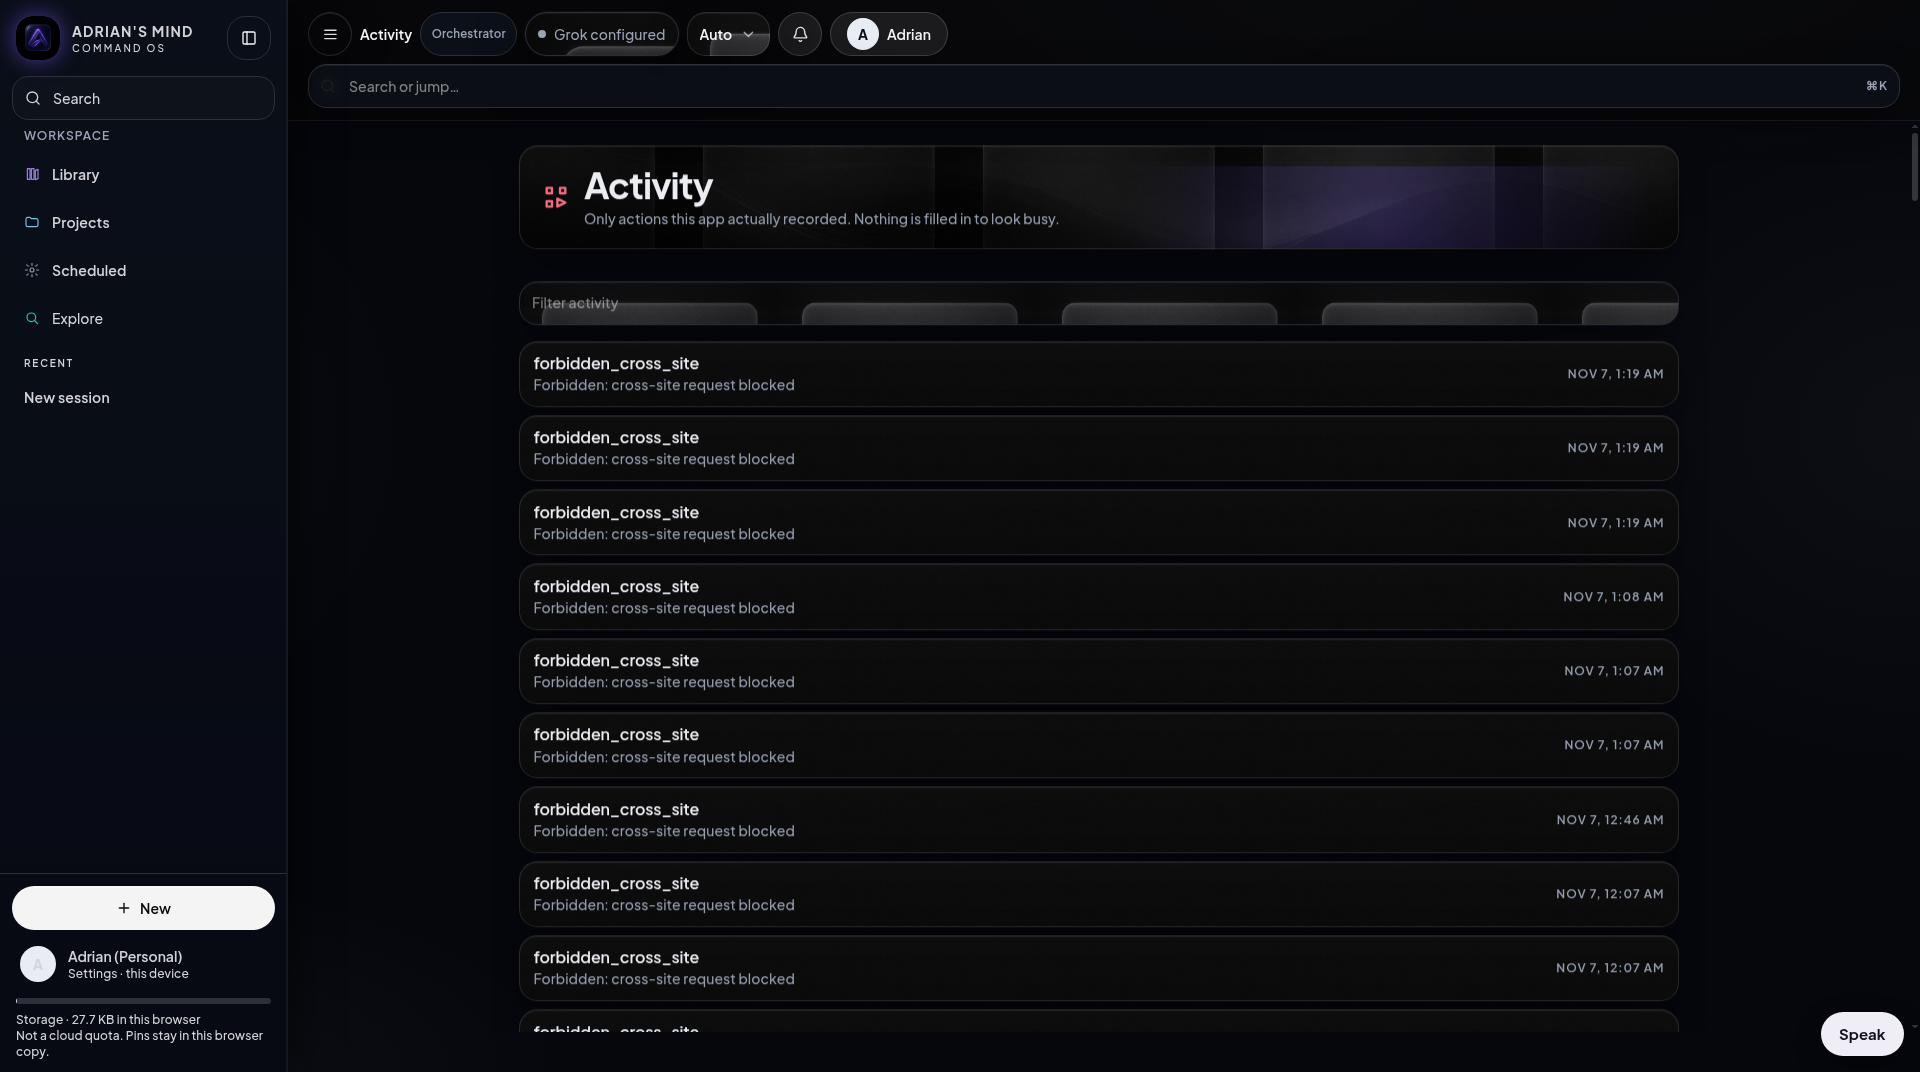 ADRIAN'S MIND
COMMAND OS
Search
WORKSPACE
Library
Projects
Scheduled
Explore
RECENT
New session
New
A
Adrian (Personal)
Settings · this device
Storage · 27.7 KB in this browser
Not a cloud quota. Pins stay in this browser
copy.
Activity
Orchestrator
Grok configured
Auto
A
Adrian
Search or jump…
⌘K
Activity
Only actions this app actually recorded. Nothing is filled in to look busy.
Filter activity
forbidden_cross_site
Forbidden: cross-site request blocked
NOV 7, 1:19 AM
forbidden_cross_site
Forbidden: cross-site request blocked
NOV 7, 1:19 AM
forbidden_cross_site
Forbidden: cross-site request blocked
NOV 7, 1:19 AM
forbidden_cross_site
Forbidden: cross-site request blocked
NOV 7, 1:08 AM
forbidden_cross_site
Forbidden: cross-site request blocked
NOV 7, 1:07 AM
forbidden_cross_site
Forbidden: cross-site request blocked
NOV 7, 1:07 AM
forbidden_cross_site
Forbidden: cross-site request blocked
NOV 7, 12:46 AM
forbidden_cross_site
Forbidden: cross-site request blocked
NOV 7, 12:07 AM
forbidden_cross_site
Forbidden: cross-site request blocked
NOV 7, 12:07 AM
forbidden_cross_site
Speak